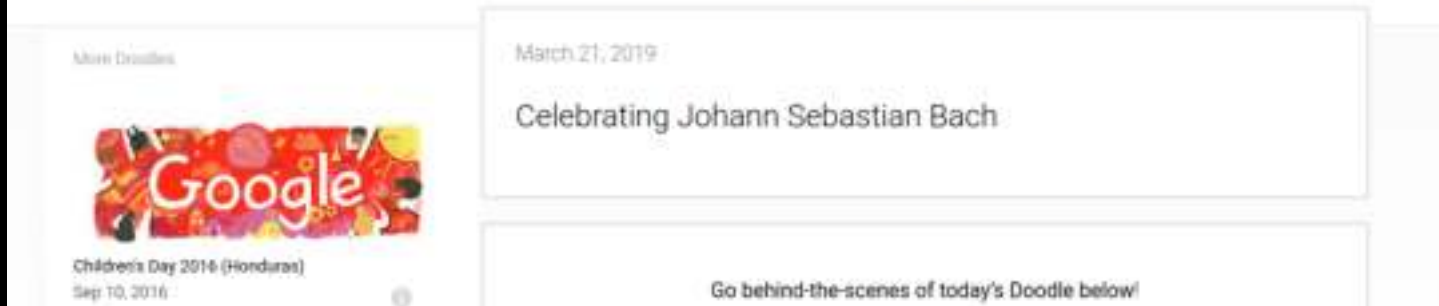 More Doodles
Google
Children's Day 2016 (Honduras)
Sep 10, 2016
March 21, 2019
Celebrating Johann Sebastian Bach
Go behind-the-scenes of today's Doodle below!